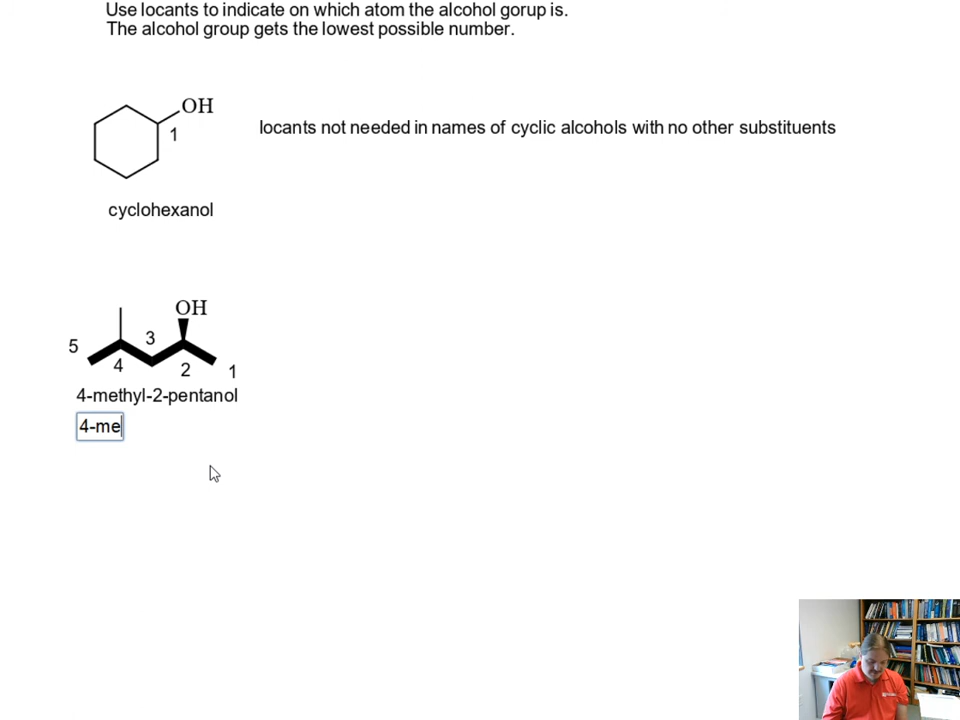 Use locants to indicate on which atom the alcohol gorup is.
The alcohol group gets the lowest possible number.
OH
1
locants not needed in names of cyclic alcohols with no other substituents
cyclohexanol
OH
5
3
4
2
1
4-methyl-2-pentanol
4-me